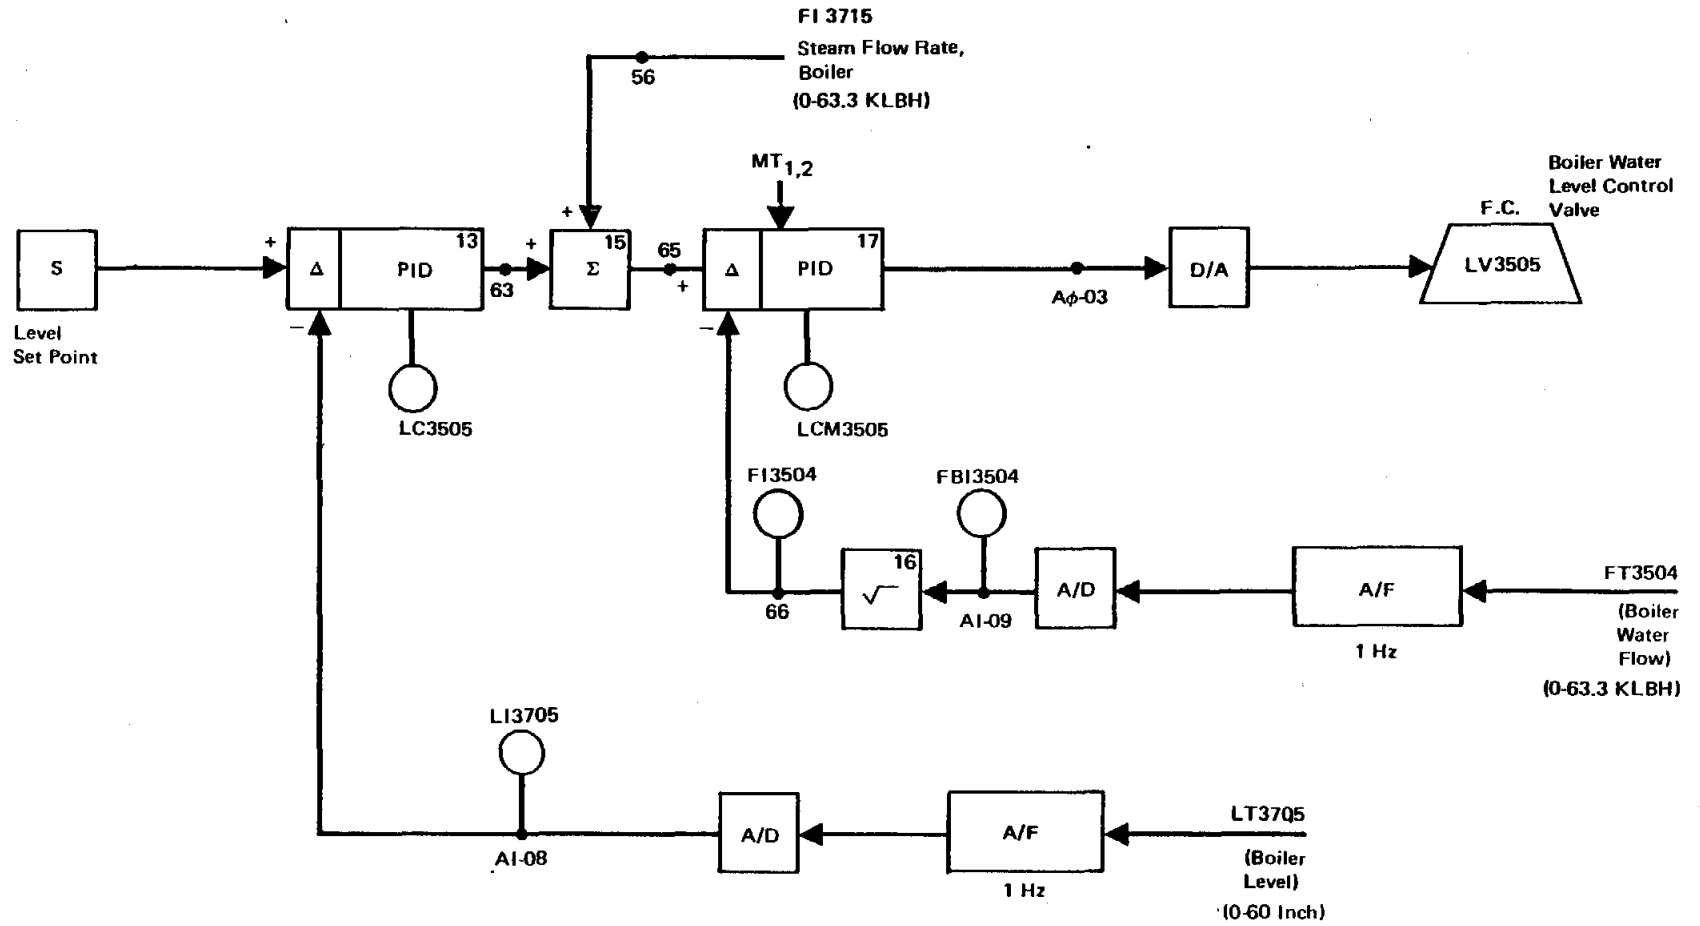 FI 3715
Steam Flow Rate,
Boiler
(0-63.3 KLBH)
56
MT1,2
Boiler Water
Level Control
Valve
F.C.
S
Level
Set Point
+
Δ
PID
13
−
63
+
+
Σ
15
65
+
Δ
PID
17
−
Aϕ-03
D/A
LV3505
LC3505
LCM3505
FI3504
FBI3504
66
√
16
AI-09
A/D
A/F
1 Hz
FT3504
(Boiler
Water
Flow)
(0-63.3 KLBH)
LI3705
AI-08
A/D
A/F
1 Hz
LT3705
(Boiler
Level)
(0-60 Inch)